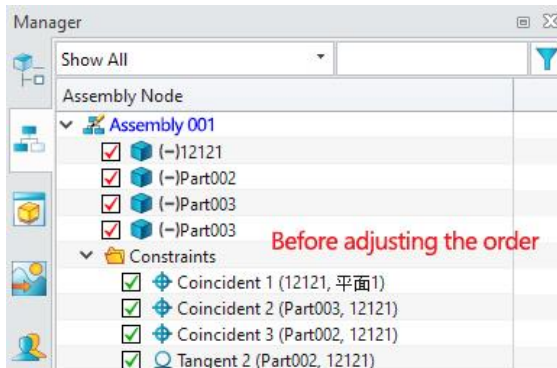 Manager
Show All
Assembly Node
Assembly 001
(-)12121
(-)Part002
(-)Part003
(-)Part003
Before adjusting the order
Constraints
Coincident 1 (12121, 平面1)
Coincident 2 (Part003, 12121)
Coincident 3 (Part002, 12121)
Tangent 2 (Part002, 12121)